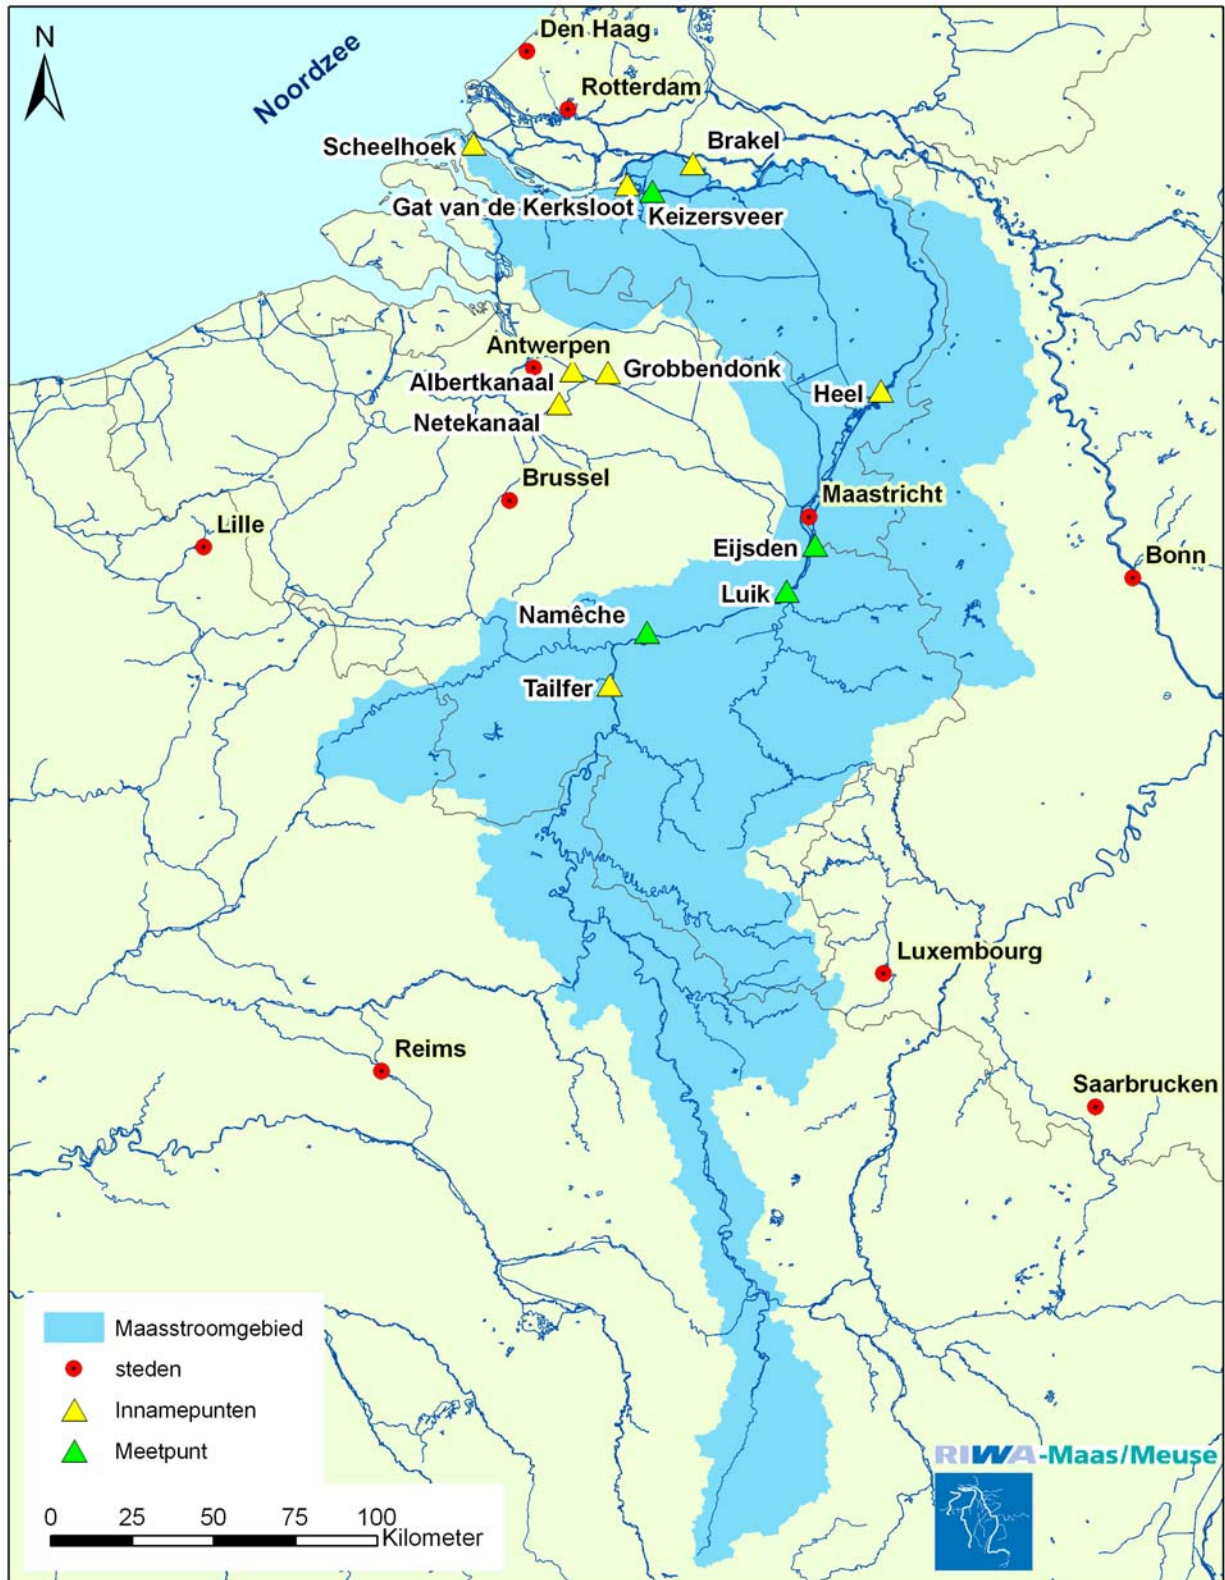 N
Noordzee
Den Haag
Rotterdam
Scheelhoek
Brakel
Gat van de Kerksloot
Keizersveer
Antwerpen
Albertkanaal
Grobbendonk
Netekanaal
Heel
Brussel
Maastricht
Lille
Eijsden
Bonn
Luik
Namêche
Tailfer
Luxembourg
Reims
Saarbrucken
Maasstroomgebied
steden
Innamepunten
Meetpunt
RIWA-Maas/Meuse
0 25 50 75 100
Kilometer